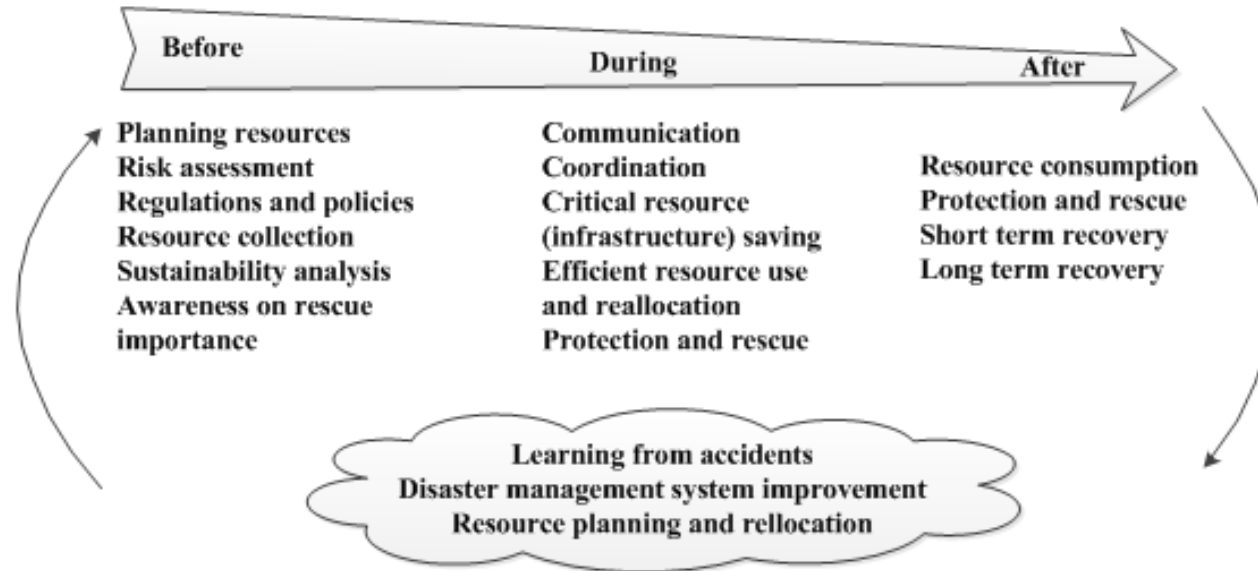 Before
During
After
Planning resources
Risk assessment
Regulations and policies
Resource collection
Sustainability analysis
Awareness on rescue
importance
Communication
Coordination
Critical resource
(infrastructure) saving
Efficient resource use
and reallocation
Protection and rescue
Resource consumption
Protection and rescue
Short term recovery
Long term recovery
Learning from accidents
Disaster management system improvement
Resource planning and rellocation